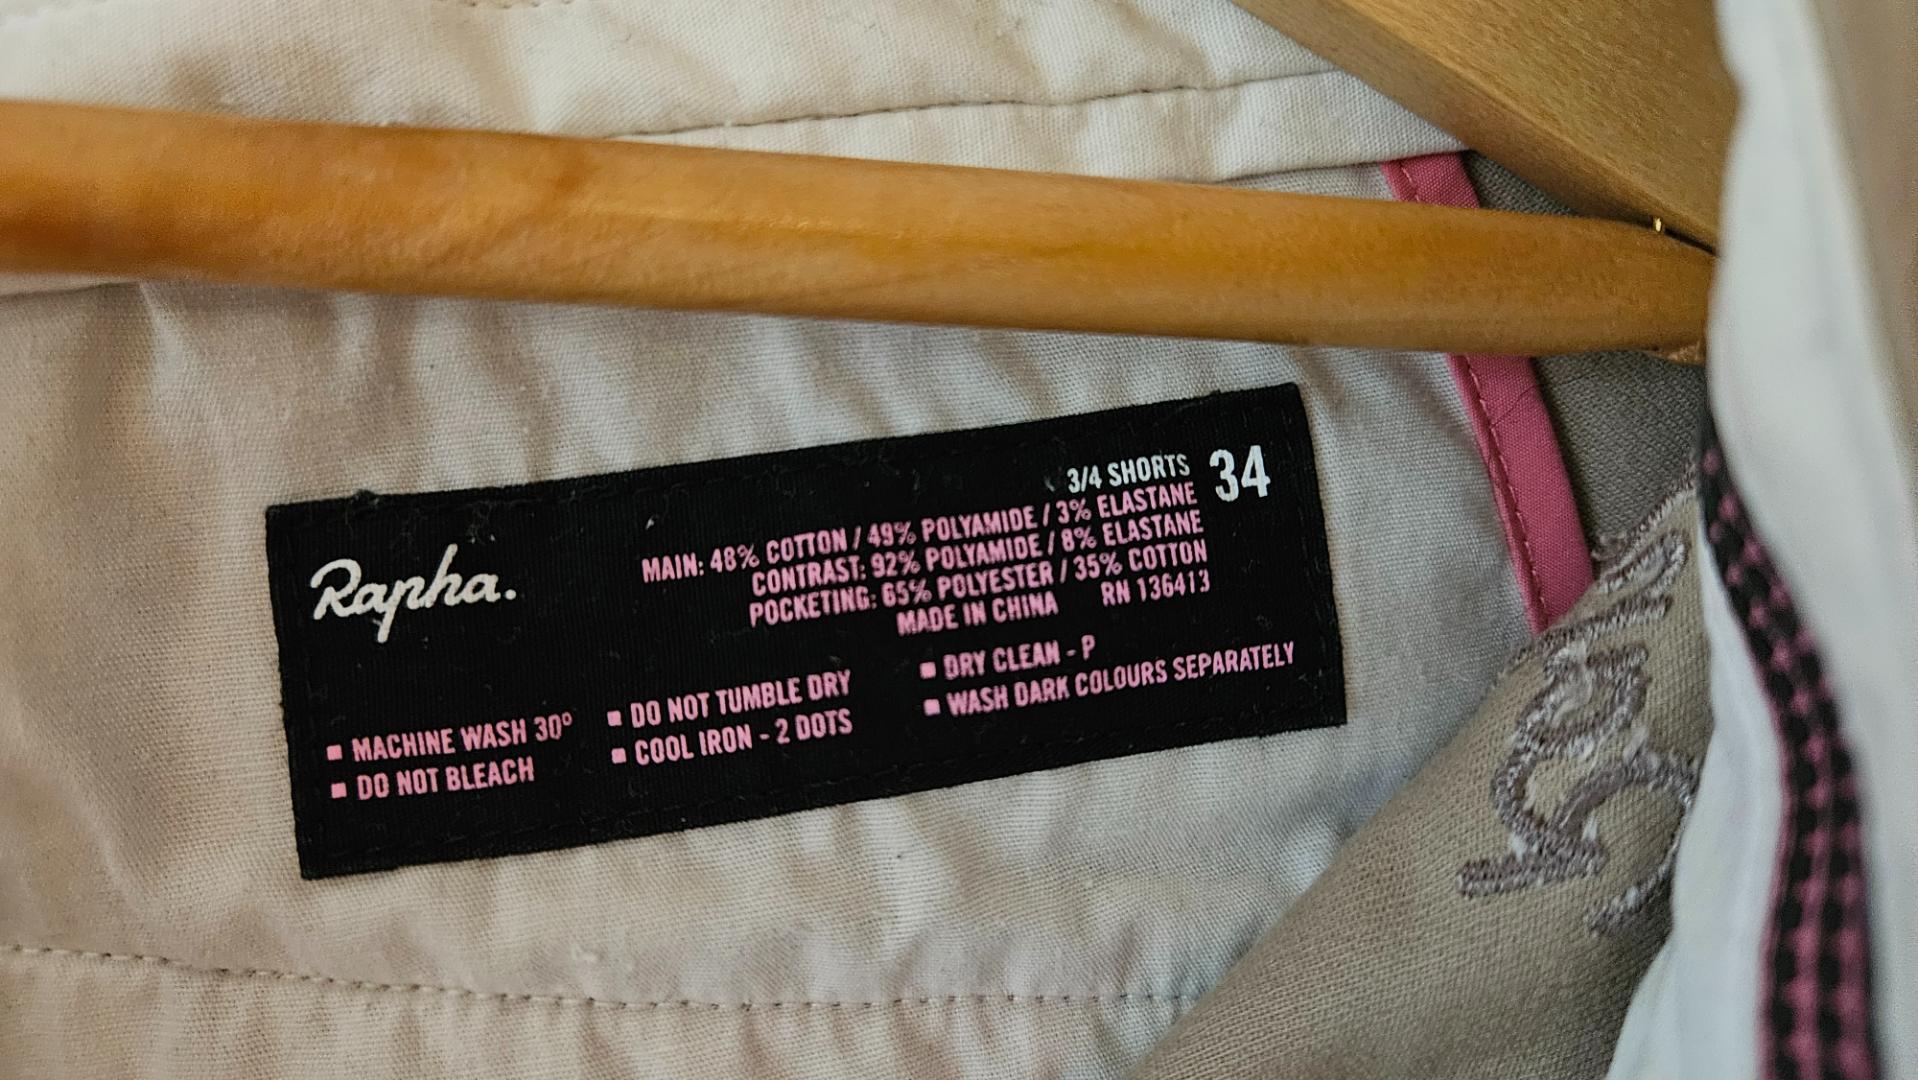 3/4 SHORTS 34
MAIN: 48% COTTON / 49% POLYAMIDE / 3% ELASTANE
CONTRAST: 92% POLYAMIDE / 8% ELASTANE
POCKETING: 65% POLYESTER / 35% COTTON
MADE IN CHINA RN 136413
Rapha.
■ MACHINE WASH 30°
■ DO NOT BLEACH
■ DO NOT TUMBLE DRY
■ COOL IRON - 2 DOTS
■ DRY CLEAN - P
■ WASH DARK COLOURS SEPARATELY